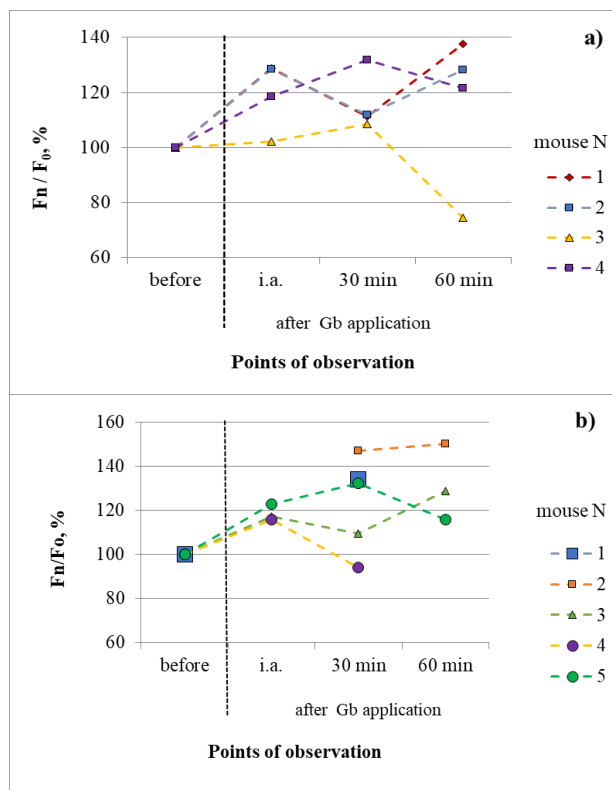 a)
140
120
100
80
60
Fn / F₀, %
before
i.a.
30 min
60 min
after Gb application
Points of observation
mouse N
1
2
3
4
b)
160
140
120
100
80
60
Fn/Fo, %
before
i.a.
30 min
60 min
after Gb application
Points of observation
mouse N
1
2
3
4
5